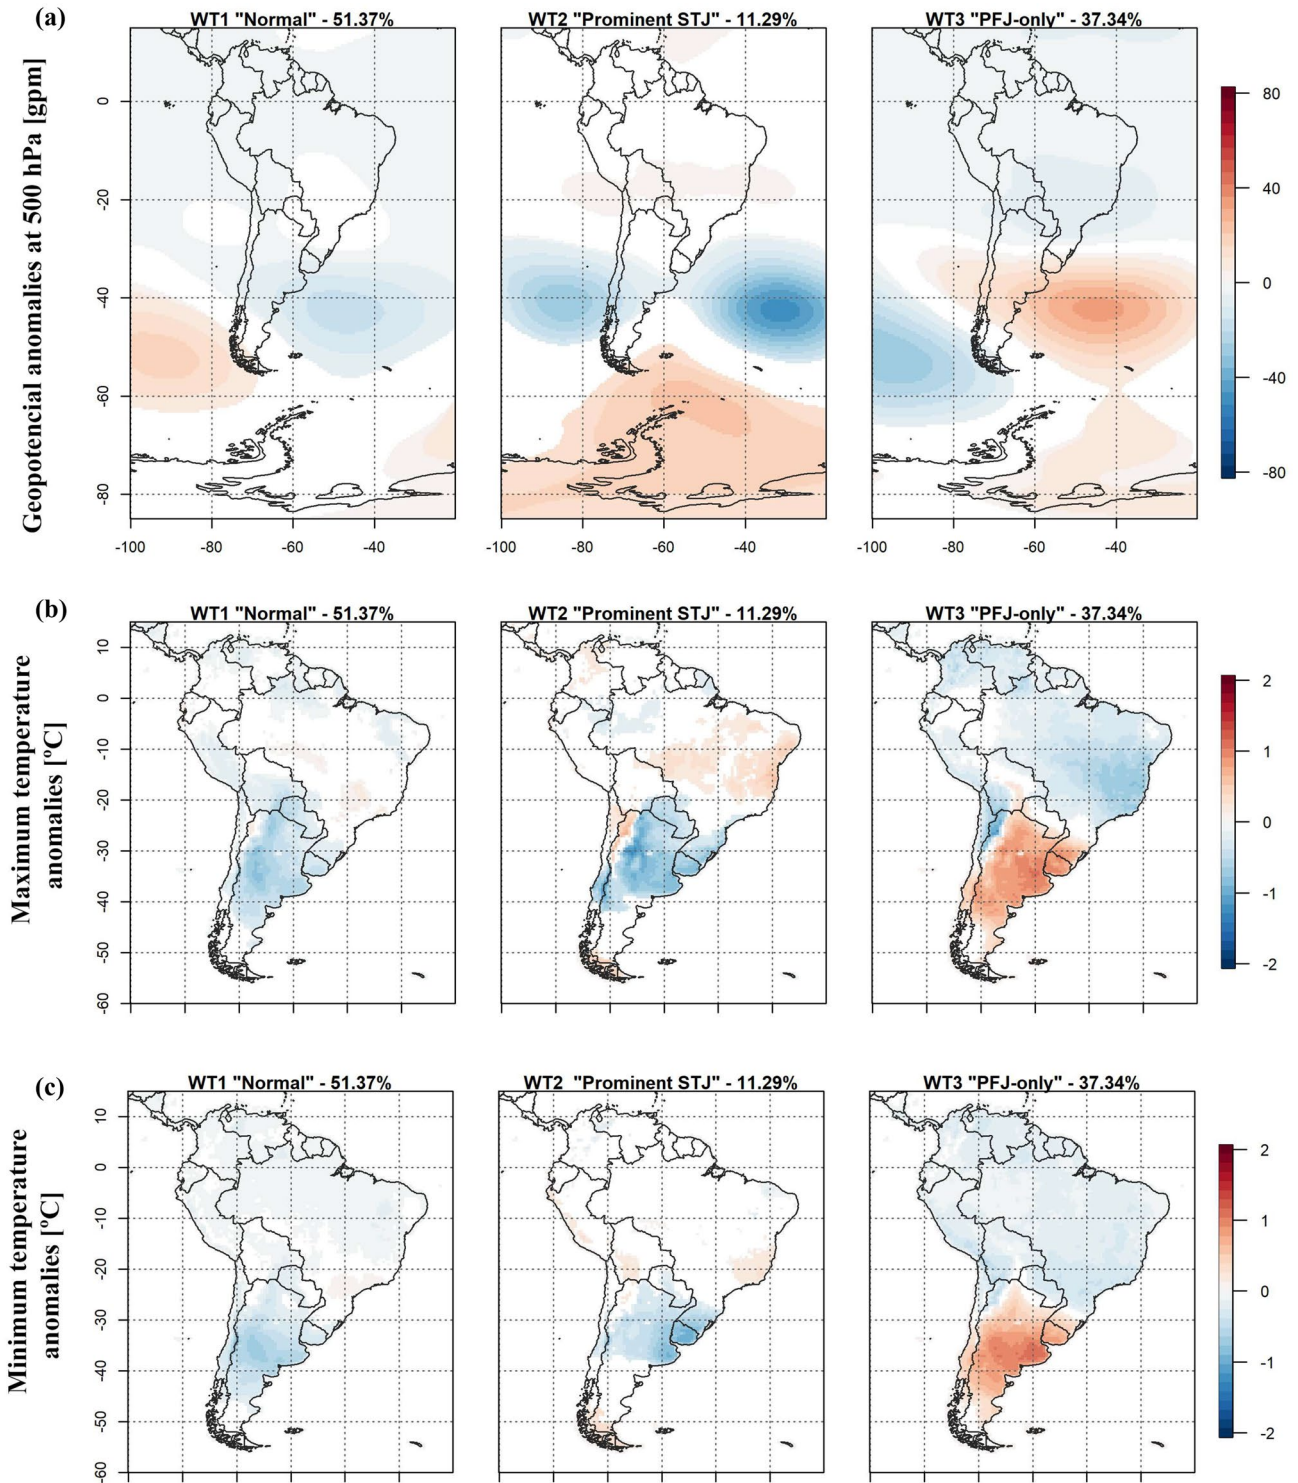 (a)
WT1 "Normal" - 51.37%
WT2 "Prominent STJ" - 11.29%
WT3 "PFJ-only" - 37.34%
Geopotencial anomalies at 500 hPa [gpm]
0
-20
-40
-60
-80
-100 -80 -60 -40
-100 -80 -60 -40
80
40
0
-40
-80
(b)
WT1 "Normal" - 51.37%
WT2 "Prominent STJ" - 11.29%
WT3 "PFJ-only" - 37.34%
Maximum temperature
anomalies [ºC]
10
0
-10
-20
-30
-40
-50
-60
2
1
0
-1
-2
(c)
WT1 "Normal" - 51.37%
WT2 "Prominent STJ" - 11.29%
WT3 "PFJ-only" - 37.34%
Minimum temperature
anomalies [ºC]
10
0
-10
-20
-30
-40
-50
-60
2
1
0
-1
-2